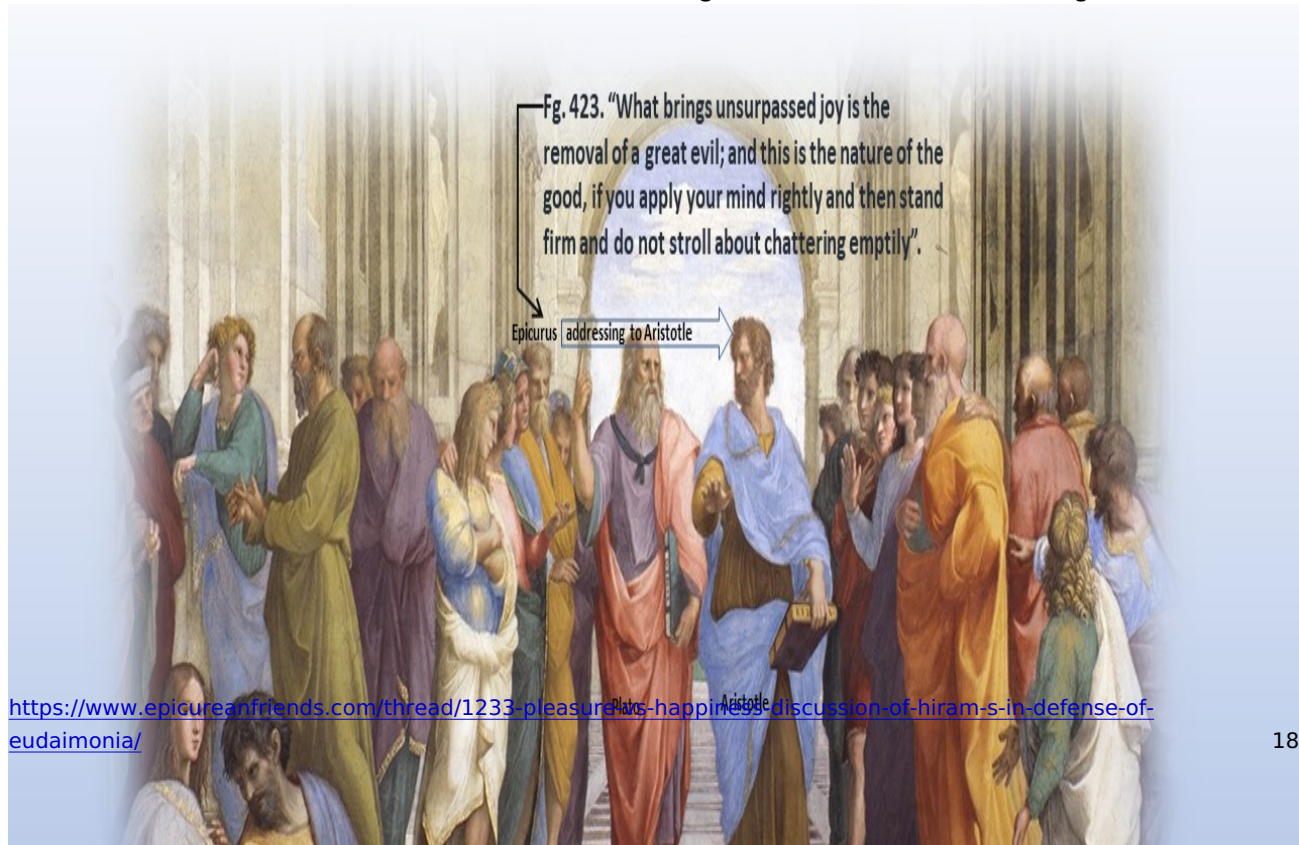 Fg. 423. “What brings unsurpassed joy is the
removal of a great evil; and this is the nature of the
good, if you apply your mind rightly and then stand
firm and do not stroll about chattering emptily”.
Epicurus addressing to Aristotle
Plato
Aristotle
https://www.epicureanfriends.com/thread/1233-pleasure-vs-happiness-discussion-of-hiram-s-in-defense-of-
eudaimonia/
18